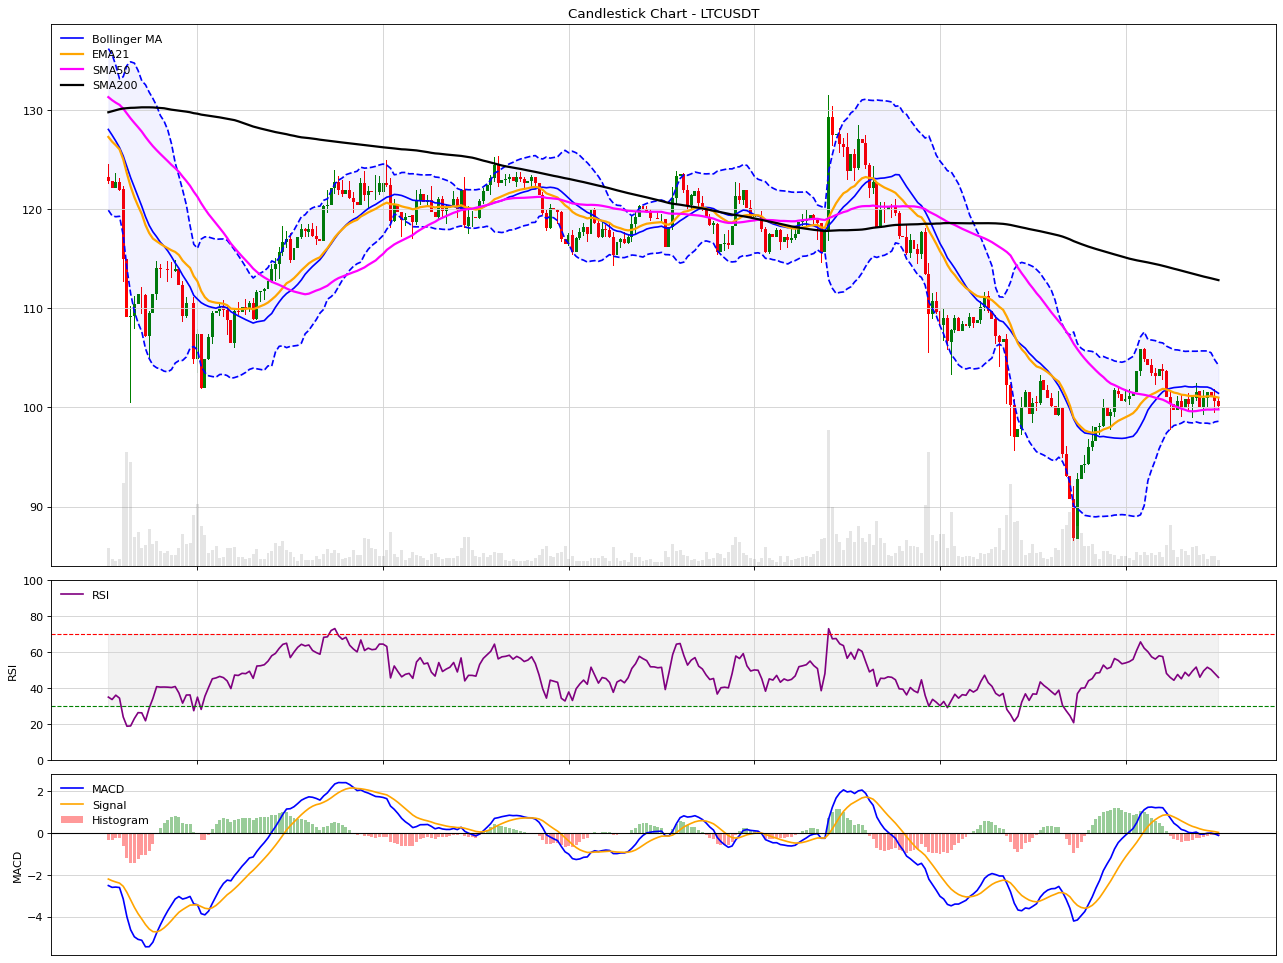 Candlestick Chart - LTCUSDT
Bollinger MA
EMA21
SMA50
SMA200
130
120
110
100
90
100
80
60
40
20
0
RSI
RSI
2
0
−2
−4
MACD
MACD
Signal
Histogram